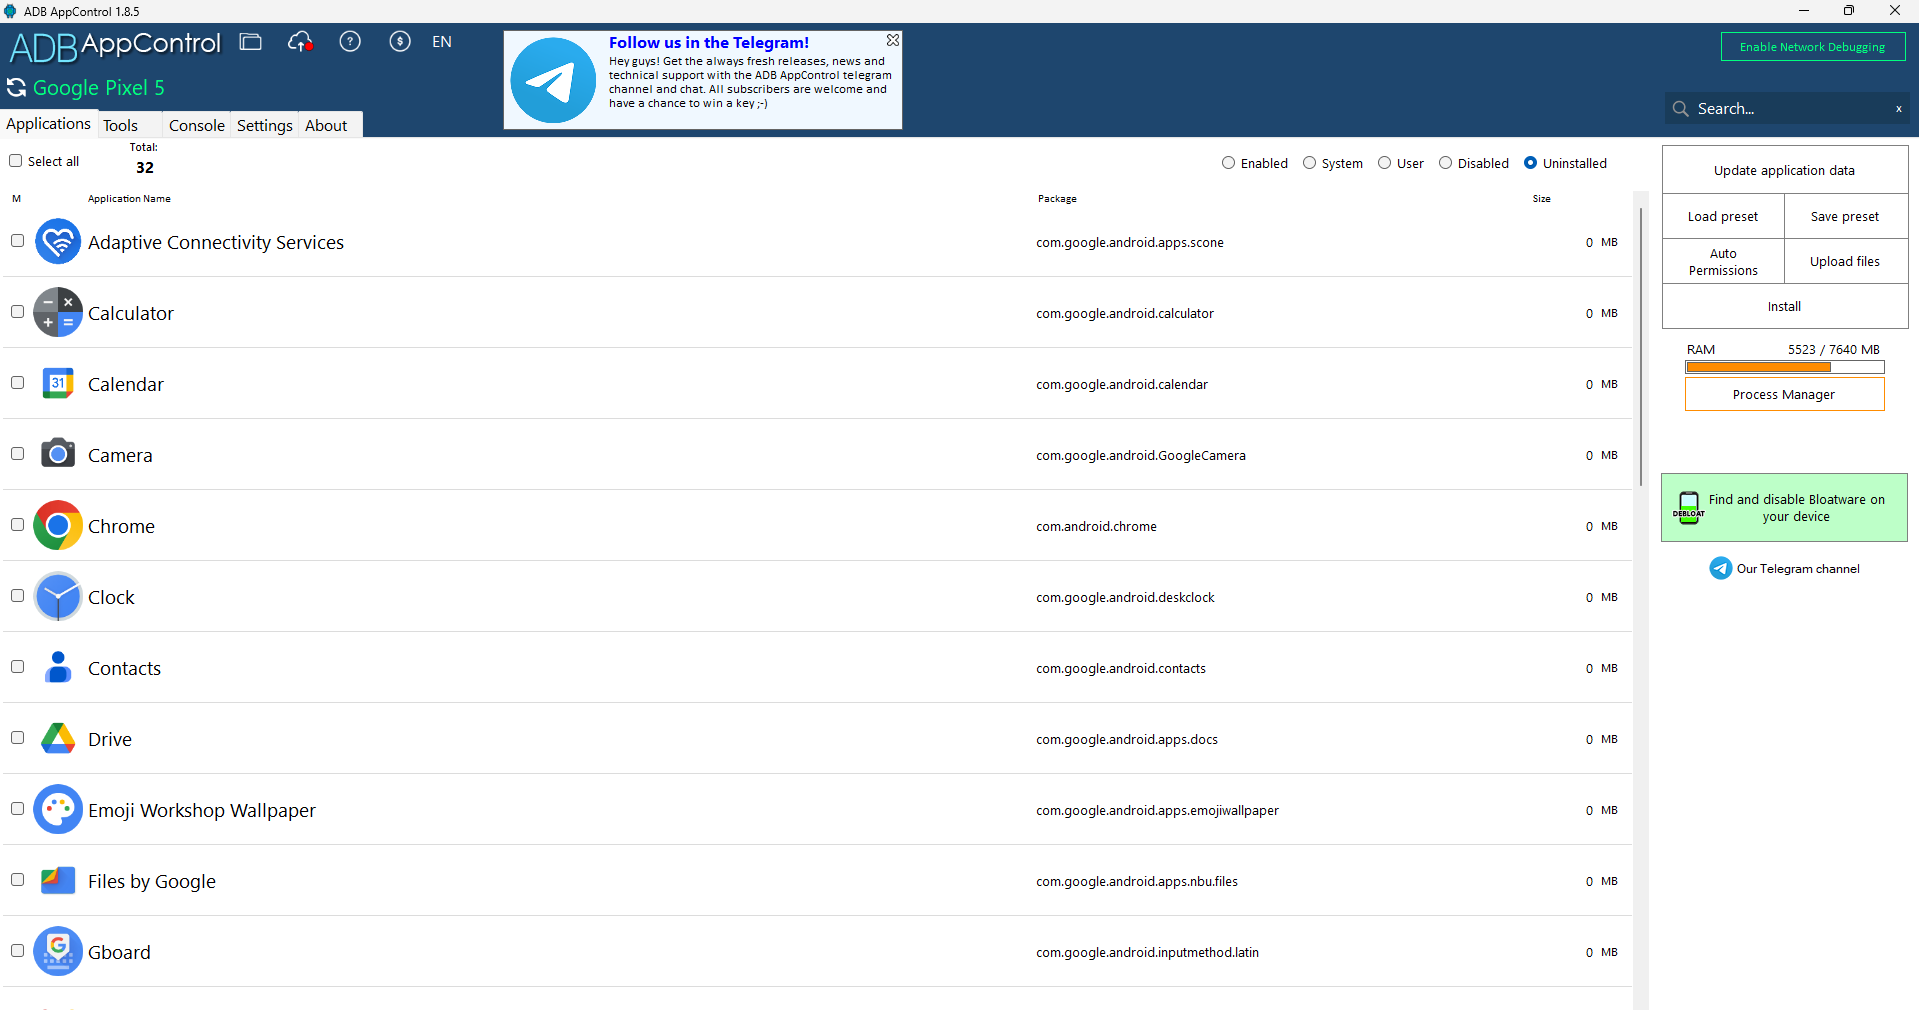 ADB AppControl 1.8.5
ADB AppControl
EN
Google Pixel 5
Follow us in the Telegram!
Hey guys! Get the always fresh releases, news and
technical support with the ADB AppControl telegram
channel and chat. All subscribers are welcome and
have a chance to win a key ;-)
Enable Network Debugging
Search...
x
Applications
Tools
Console
Settings
About
Select all
Total:
32
Enabled
System
User
Disabled
Uninstalled
M
Application Name
Package
Size
Adaptive Connectivity Services
com.google.android.apps.scone
0 MB
Calculator
com.google.android.calculator
0 MB
31
Calendar
com.google.android.calendar
0 MB
Camera
com.google.android.GoogleCamera
0 MB
Chrome
com.android.chrome
0 MB
Clock
com.google.android.deskclock
0 MB
Contacts
com.google.android.contacts
0 MB
Drive
com.google.android.apps.docs
0 MB
Emoji Workshop Wallpaper
com.google.android.apps.emojiwallpaper
0 MB
Files by Google
com.google.android.apps.nbu.files
0 MB
G
Gboard
com.google.android.inputmethod.latin
0 MB
Update application data
Load preset
Save preset
Auto
Permissions
Upload files
Install
RAM
5523 / 7640 MB
Process Manager
DEBLOAT
Find and disable Bloatware on
your device
Our Telegram channel